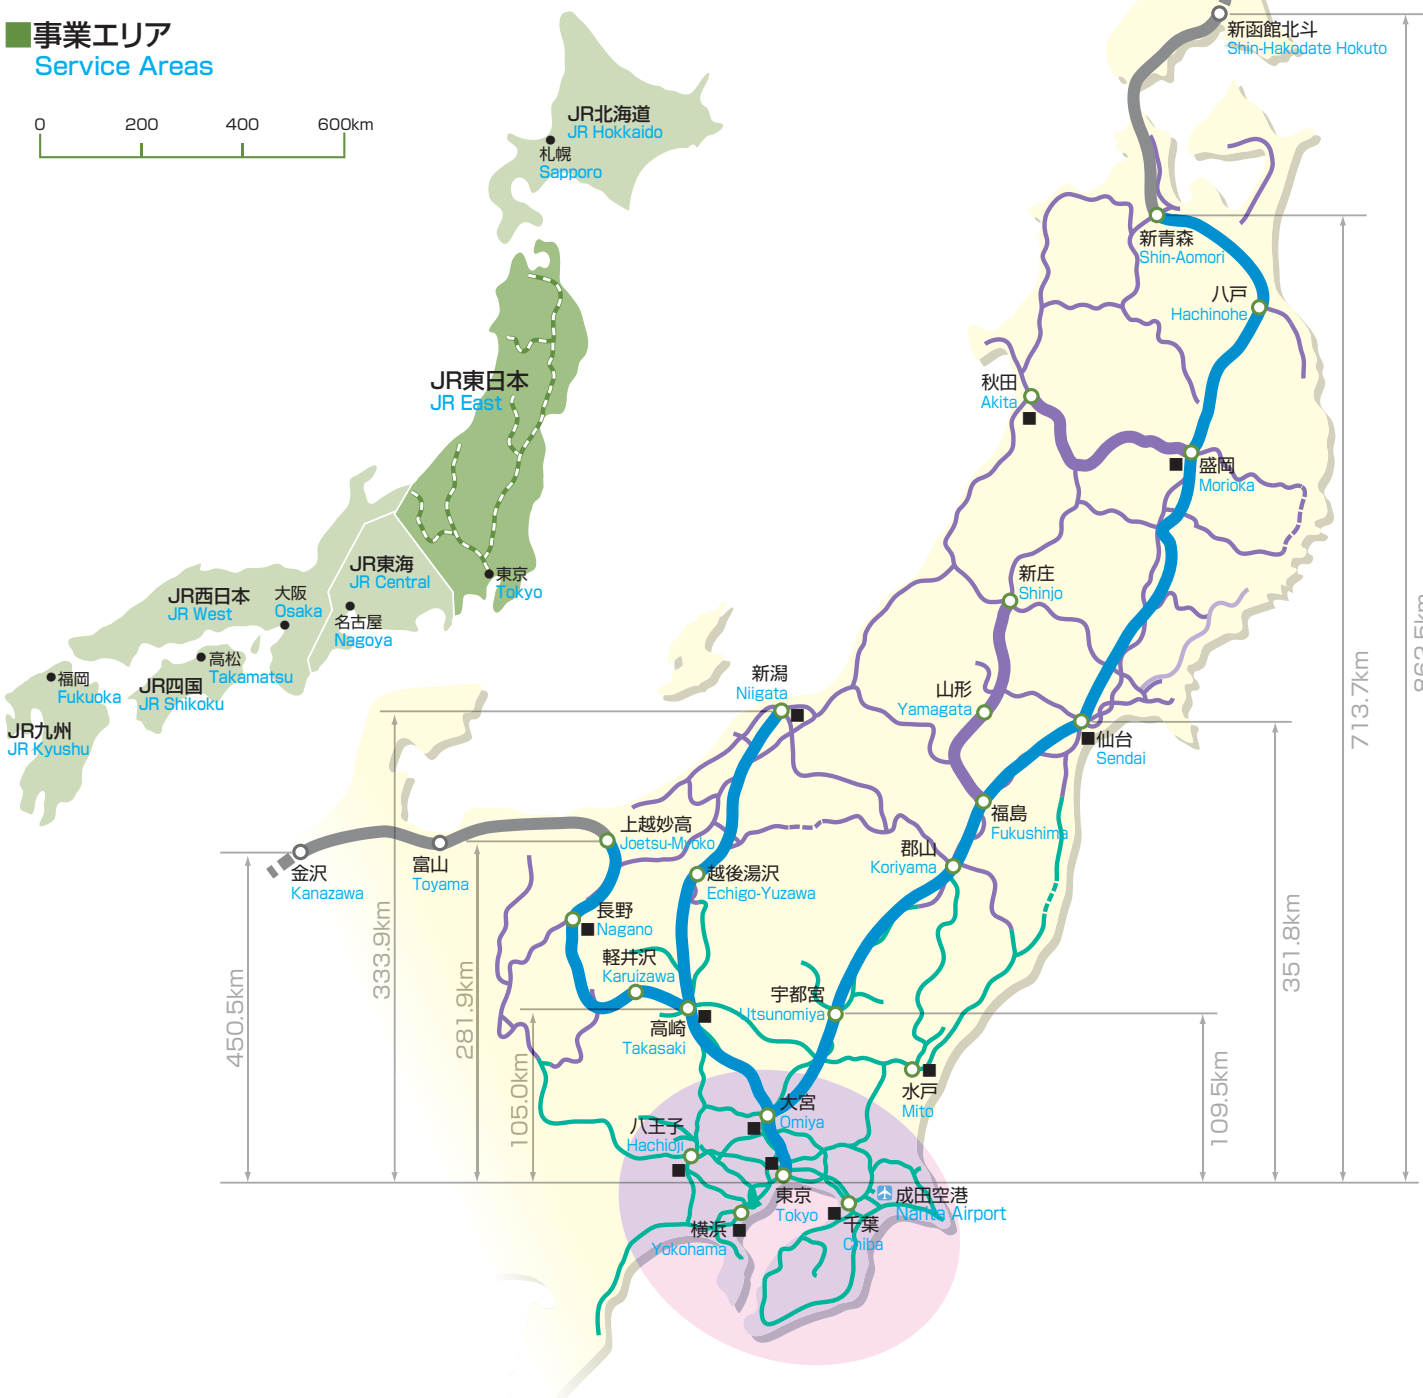 事業エリア
Service Areas
0 200 400 600km
JR北海道
JR Hokkaido
札幌
Sapporo
JR東日本
JR East
JR東海
JR Central
東京
Tokyo
JR西日本
JR West
大阪
Osaka
名古屋
Nagoya
高松
Takamatsu
福岡
Fukuoka
JR四国
JR Shikoku
JR九州
JR Kyushu
新函館北斗
Shin-Hakodate Hokuto
新青森
Shin-Aomori
八戸
Hachinohe
秋田
Akita
盛岡
Morioka
新庄
Shinjo
山形
Yamagata
新潟
Niigata
仙台
Sendai
福島
Fukushima
郡山
Koriyama
上越妙高
Joetsu-Myoko
越後湯沢
Echigo-Yuzawa
金沢
Kanazawa
富山
Toyama
長野
Nagano
軽井沢
Karuizawa
高崎
Takasaki
宇都宮
Utsunomiya
水戸
Mito
大宮
Omiya
八王子
Hachioji
東京
Tokyo
成田空港
Narita Airport
千葉
Chiba
横浜
Yokohama
450.5km
333.9km
281.9km
105.0km
109.5km
351.8km
713.7km